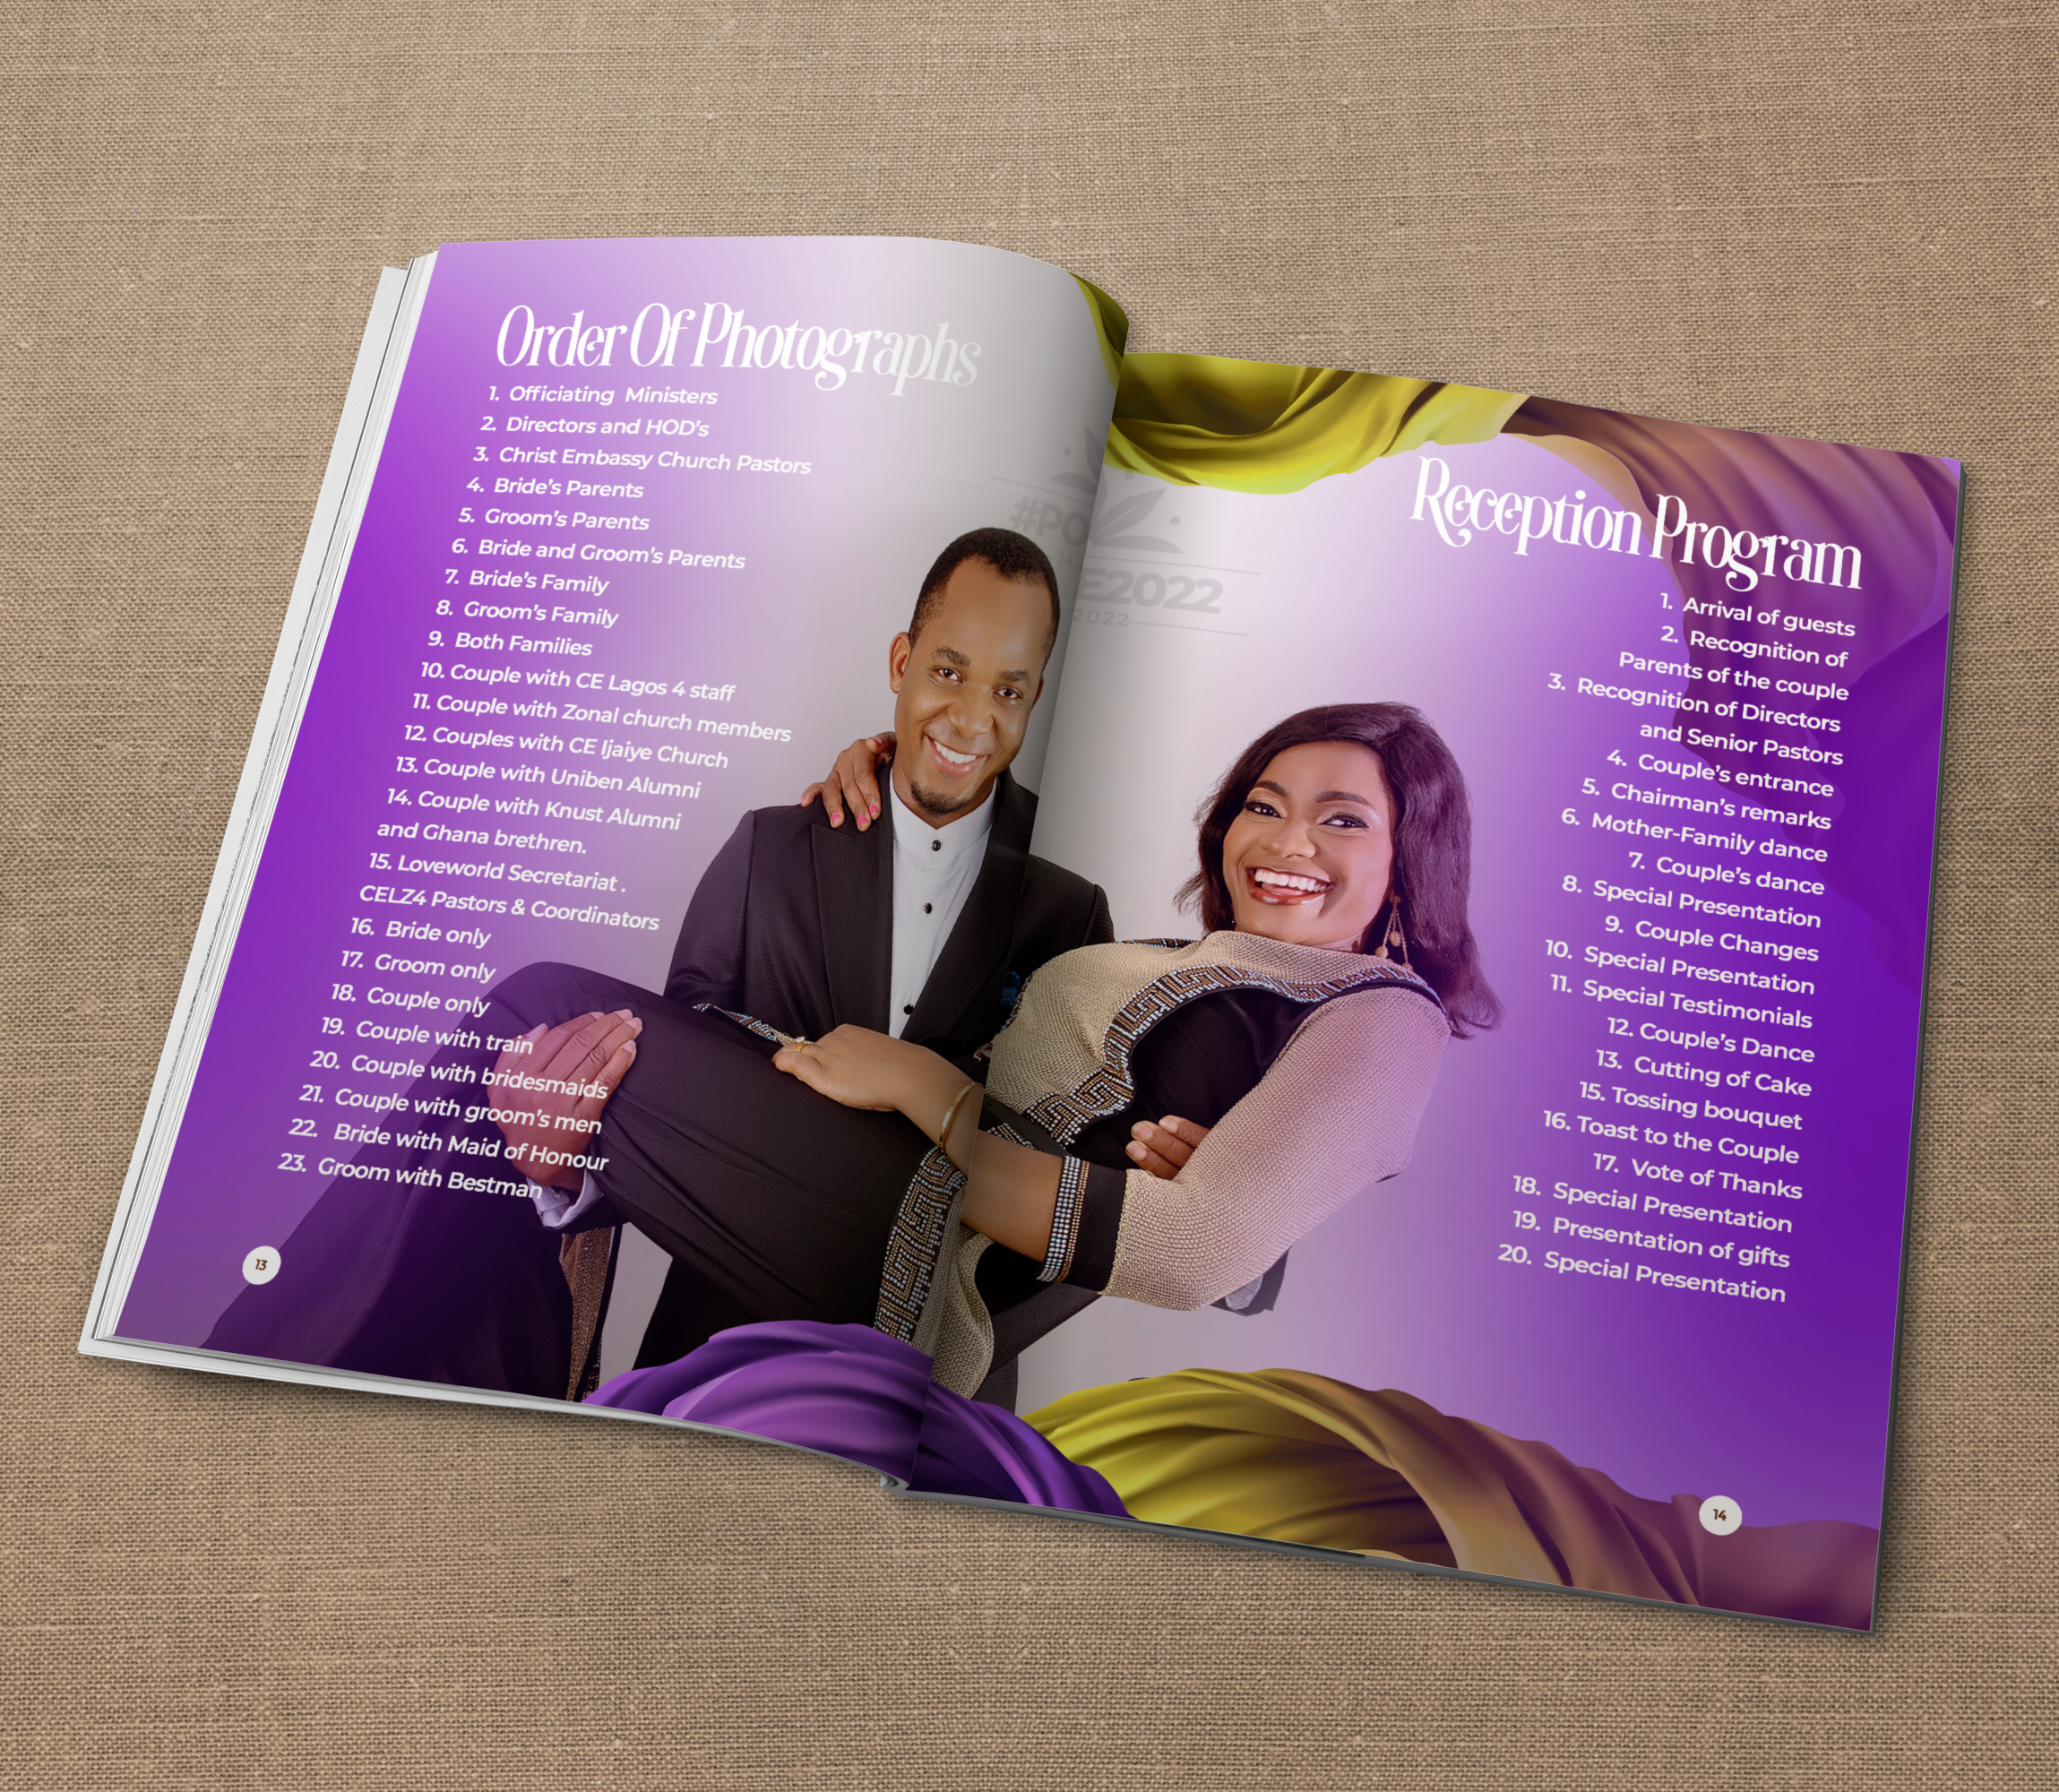 Order Of Photographs
1. Officiating Ministers
2. Directors and HOD's
3. Christ Embassy Church Pastors
4. Bride's Parents
5. Groom's Parents
6. Bride and Groom's Parents
7. Bride's Family
8. Groom's Family
9. Both Families
10. Couple with CE Lagos 4 staff
11. Couple with Zonal church members
12. Couples with CE Ijaiye Church
13. Couple with Uniben Alumni
14. Couple with Knust Alumni
and Ghana brethren.
15. Loveworld Secretariat .
CELZ4 Pastors & Coordinators
16. Bride only
17. Groom only
18. Couple only
19. Couple with train
20. Couple with bridesmaids
21. Couple with groom's men
22. Bride with Maid of Honour
23. Groom with Bestman
13
#PO
E2022
2022
Reception Program
1. Arrival of guests
2. Recognition of
Parents of the couple
3. Recognition of Directors
and Senior Pastors
4. Couple's entrance
5. Chairman's remarks
6. Mother-Family dance
7. Couple's dance
8. Special Presentation
9. Couple Changes
10. Special Presentation
11. Special Testimonials
12. Couple's Dance
13. Cutting of Cake
15. Tossing bouquet
16. Toast to the Couple
17. Vote of Thanks
18. Special Presentation
19. Presentation of gifts
20. Special Presentation
14